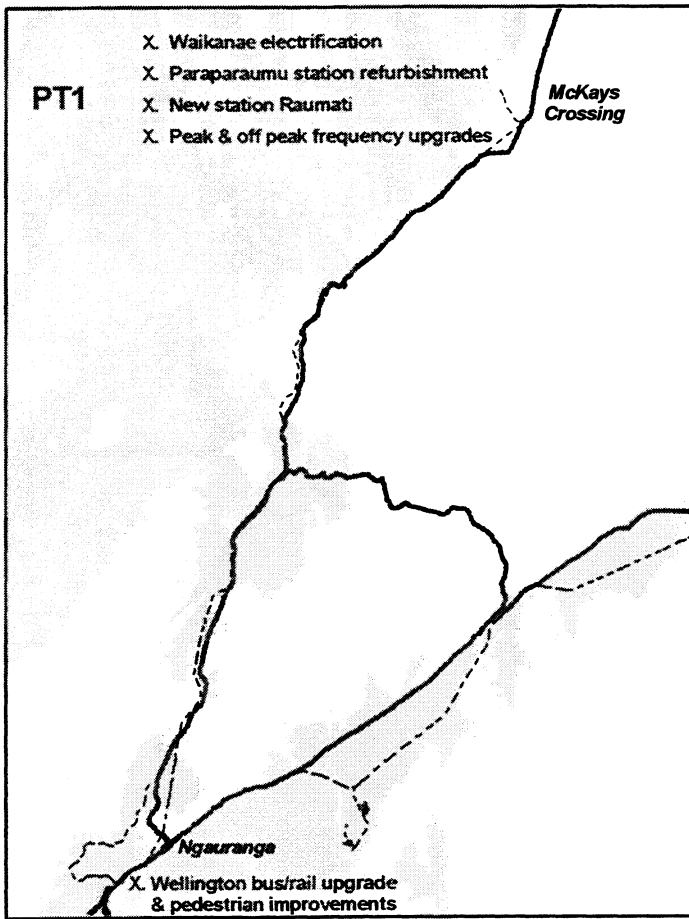 X. Waikanae electrification
X. Paraparaumu station refurbishment
PT1
X. New station Raumati
X. Peak & off peak frequency upgrades
McKays
Crossing
Ngauranga
X. Wellington bus/rail upgrade
& pedestrian improvements